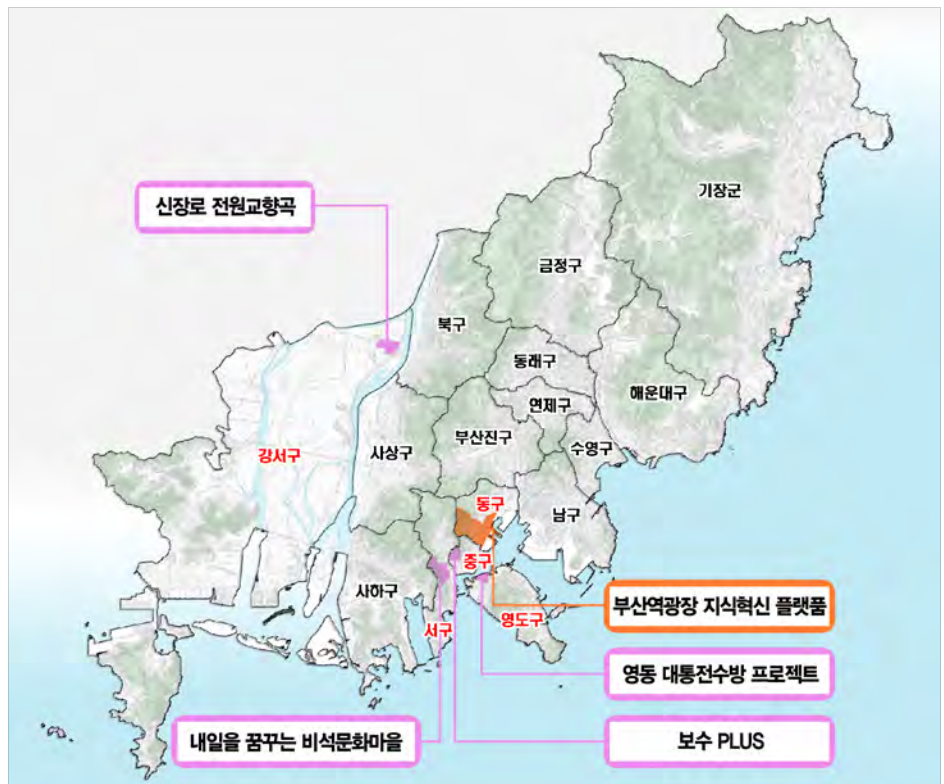 신장로 전원교향곡
기장군
금정구
북구
동래구
해운대구
연제구
부산진구
수영구
사상구
강서구
동구
남구
중구
사하구
부산역광장 지식혁신 플랫폼
서구
영도구
영동 대통전수방 프로젝트
내일을 꿈꾸는 비석문화마을
보수 PLUS